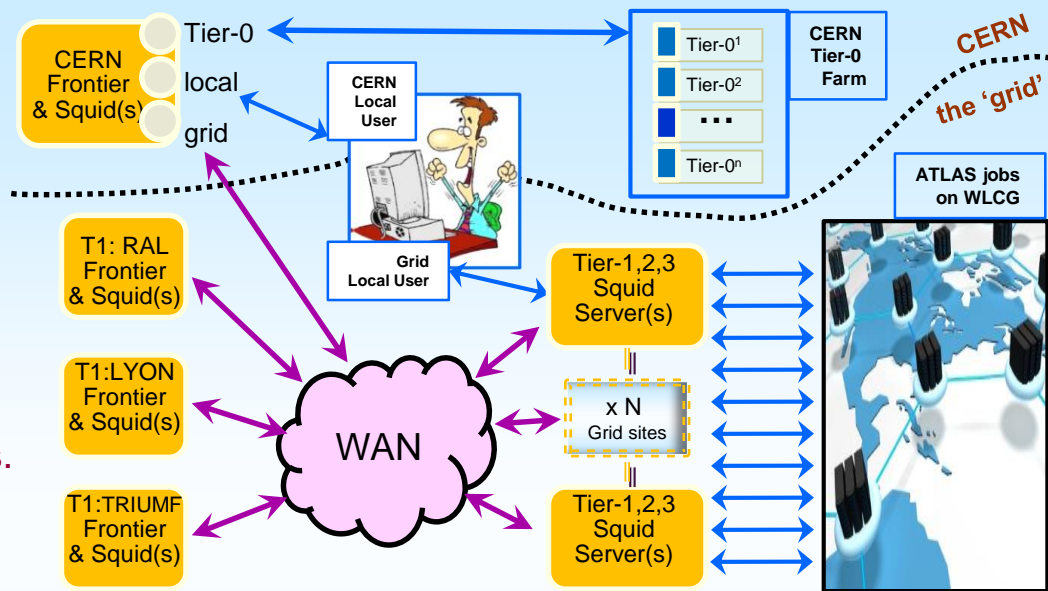 CERN
Frontier
& Squid(s)
Tier-0
local
grid
CERN
Local
User
Tier-0¹
Tier-0²
...
Tier-0ⁿ
CERN
Tier-0
Farm
CERN
the ‘grid’
ATLAS jobs
on WLCG
T1: RAL
Frontier
& Squid(s)
Grid
Local User
Tier-1,2,3
Squid
Server(s)
T1:LYON
Frontier
& Squid(s)
WAN
x N
Grid sites
T1:TRIUMF
Frontier
& Squid(s)
Tier-1,2,3
Squid
Server(s)